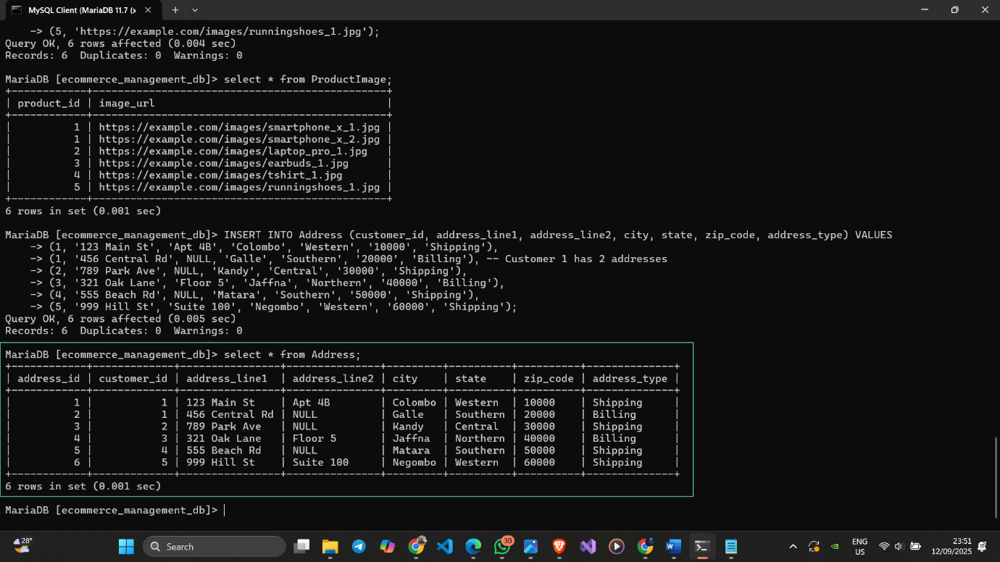 MySQL Client (MariaDB 11.7 (x
    -> (5, 'https://example.com/images/runningshoes_1.jpg');
Query OK, 6 rows affected (0.004 sec)
Records: 6  Duplicates: 0  Warnings: 0
MariaDB [ecommerce_management_db]> select * from ProductImage;
+------------+-----------------------------------------------+
| product_id | image_url                                     |
+------------+-----------------------------------------------+
|          1 | https://example.com/images/smartphone_x_1.jpg |
|          1 | https://example.com/images/smartphone_x_2.jpg |
|          2 | https://example.com/images/laptop_pro_1.jpg   |
|          3 | https://example.com/images/earbuds_1.jpg      |
|          4 | https://example.com/images/tshirt_1.jpg       |
|          5 | https://example.com/images/runningshoes_1.jpg |
+------------+-----------------------------------------------+
6 rows in set (0.001 sec)
MariaDB [ecommerce_management_db]> INSERT INTO Address (customer_id, address_line1, address_line2, city, state, zip_code, address_type) VALUES
    -> (1, '123 Main St', 'Apt 4B', 'Colombo', 'Western', '10000', 'Shipping'),
    -> (1, '456 Central Rd', NULL, 'Galle', 'Southern', '20000', 'Billing'), -- Customer 1 has 2 addresses
    -> (2, '789 Park Ave', NULL, 'Kandy', 'Central', '30000', 'Shipping'),
    -> (3, '321 Oak Lane', 'Floor 5', 'Jaffna', 'Northern', '40000', 'Billing'),
    -> (4, '555 Beach Rd', NULL, 'Matara', 'Southern', '50000', 'Shipping'),
    -> (5, '999 Hill St', 'Suite 100', 'Negombo', 'Western', '60000', 'Shipping');
Query OK, 6 rows affected (0.005 sec)
Records: 6  Duplicates: 0  Warnings: 0
MariaDB [ecommerce_management_db]> select * from Address;
+------------+-------------+----------------+---------------+---------+----------+----------+--------------+
| address_id | customer_id | address_line1  | address_line2 | city    | state    | zip_code | address_type |
+------------+-------------+----------------+---------------+---------+----------+----------+--------------+
|          1 |           1 | 123 Main St    | Apt 4B        | Colombo | Western  | 10000    | Shipping     |
|          2 |           1 | 456 Central Rd | NULL          | Galle   | Southern | 20000    | Billing      |
|          3 |           2 | 789 Park Ave   | NULL          | Kandy   | Central  | 30000    | Shipping     |
|          4 |           3 | 321 Oak Lane   | Floor 5       | Jaffna  | Northern | 40000    | Billing      |
|          5 |           4 | 555 Beach Rd   | NULL          | Matara  | Southern | 50000    | Shipping     |
|          6 |           5 | 999 Hill St    | Suite 100     | Negombo | Western  | 60000    | Shipping     |
+------------+-------------+----------------+---------------+---------+----------+----------+--------------+
6 rows in set (0.001 sec)
MariaDB [ecommerce_management_db]>
28°
Search
30
ENG
US
23:51
12/09/2025